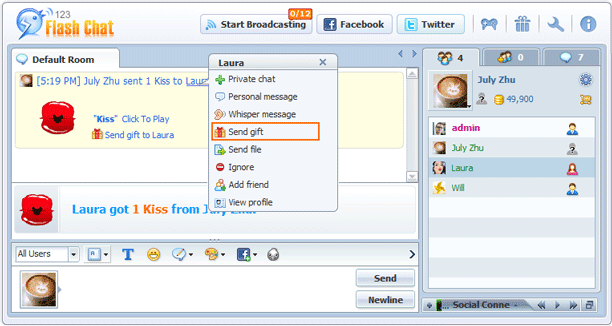 123
Flash Chat
Start Broadcasting
0/12
Facebook
Twitter
Default Room
[5:19 PM] July Zhu sent 1 Kiss to
"Kiss" Click To Play
Send gift to Laura
Laura
Private chat
Personal message
Whisper message
Send gift
Send file
Ignore
Add friend
View profile
Laura got 1 Kiss from July
All Users
A
T
Send
Newline
4
0
7
July Zhu
49,900
admin
July Zhu
Laura
Will
... Social Conne